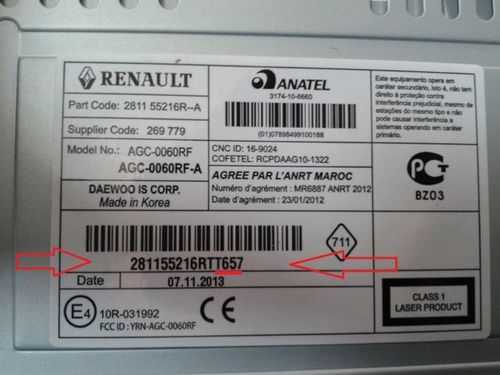 RENAULT
Part Code: 2811 55216R--A
Supplier Code: 269 779
Model No.: AGC-0060RF
AGC-0060RF-A
DAEWOO IS CORP.
Made in Korea
ANATEL
3174-10-6660
(01)07898499100188
CNC ID: 16-9024
COFETEL: RCPDAAG10-1322
AGREE PAR L'ANRT MAROC
Numéro d'agrément : MR6887 ANRT 2012
Date d'agrément : 23/01/2012
Este equipamento opera em
caráter secundário, isto é, não tem
direito à proteção contra
interferência prejudicial, mesmo de
estações do mesmo tipo e não
pode causar interferência a
sistemas operando em caráter
primário.
BZ03
281155216RTT657
711
Date 07.11.2013
E4
10R-031992
FCC ID : YRN-AGC-0060RF
CE
CLASS 1
LASER PRODUCT